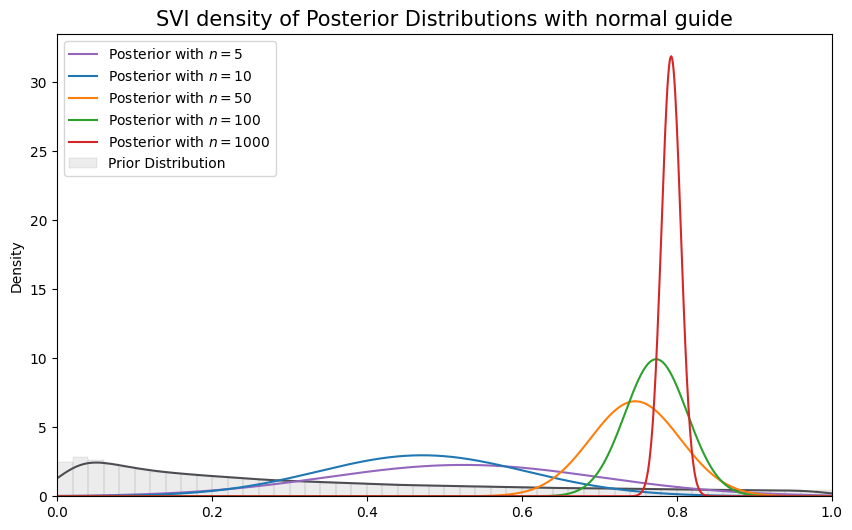 SVI density of Posterior Distributions with normal guide
Posterior with n = 5
Posterior with n = 10
Posterior with n = 50
Posterior with n = 100
Posterior with n = 1000
Prior Distribution
Density
30
25
20
15
10
5
0
0.0 0.2 0.4 0.6 0.8 1.0